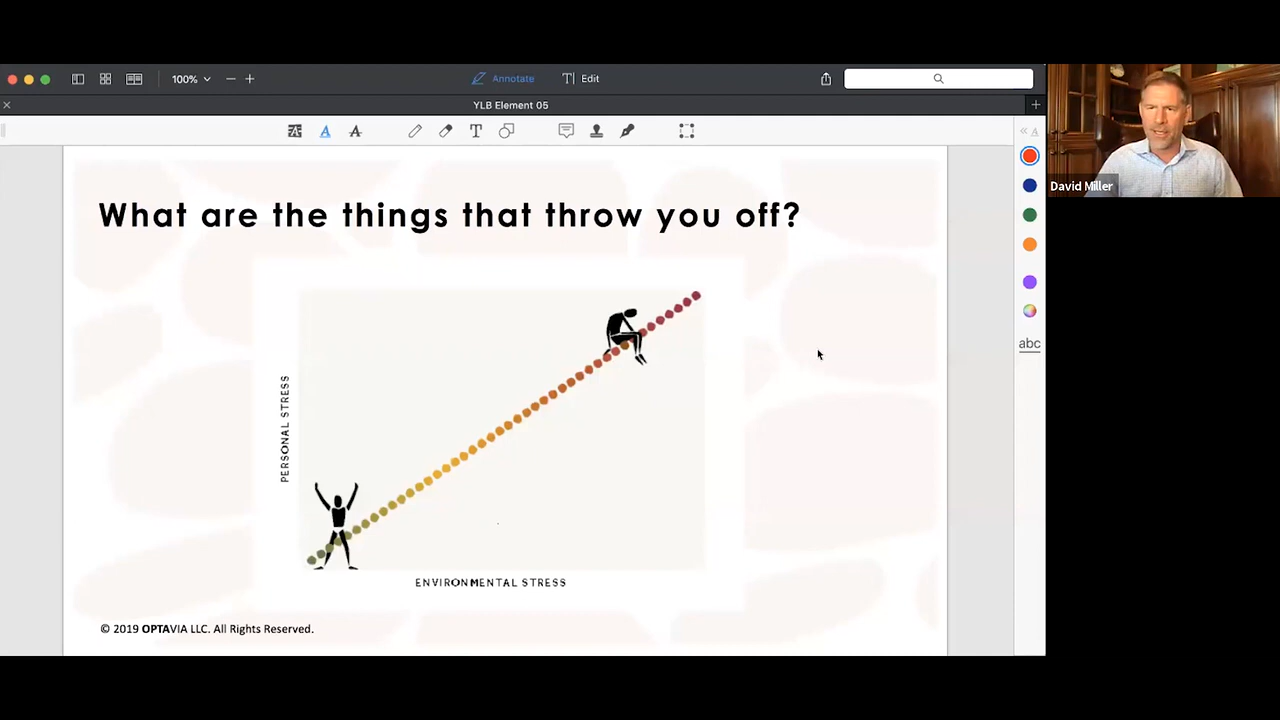 100%
Annotate
Edit
YLB Element 05
What are the things that throw you off?
PERSONAL STRESS
ENVIRONMENTAL STRESS
© 2019 OPTAVIA LLC. All Rights Reserved.
abc
David Miller